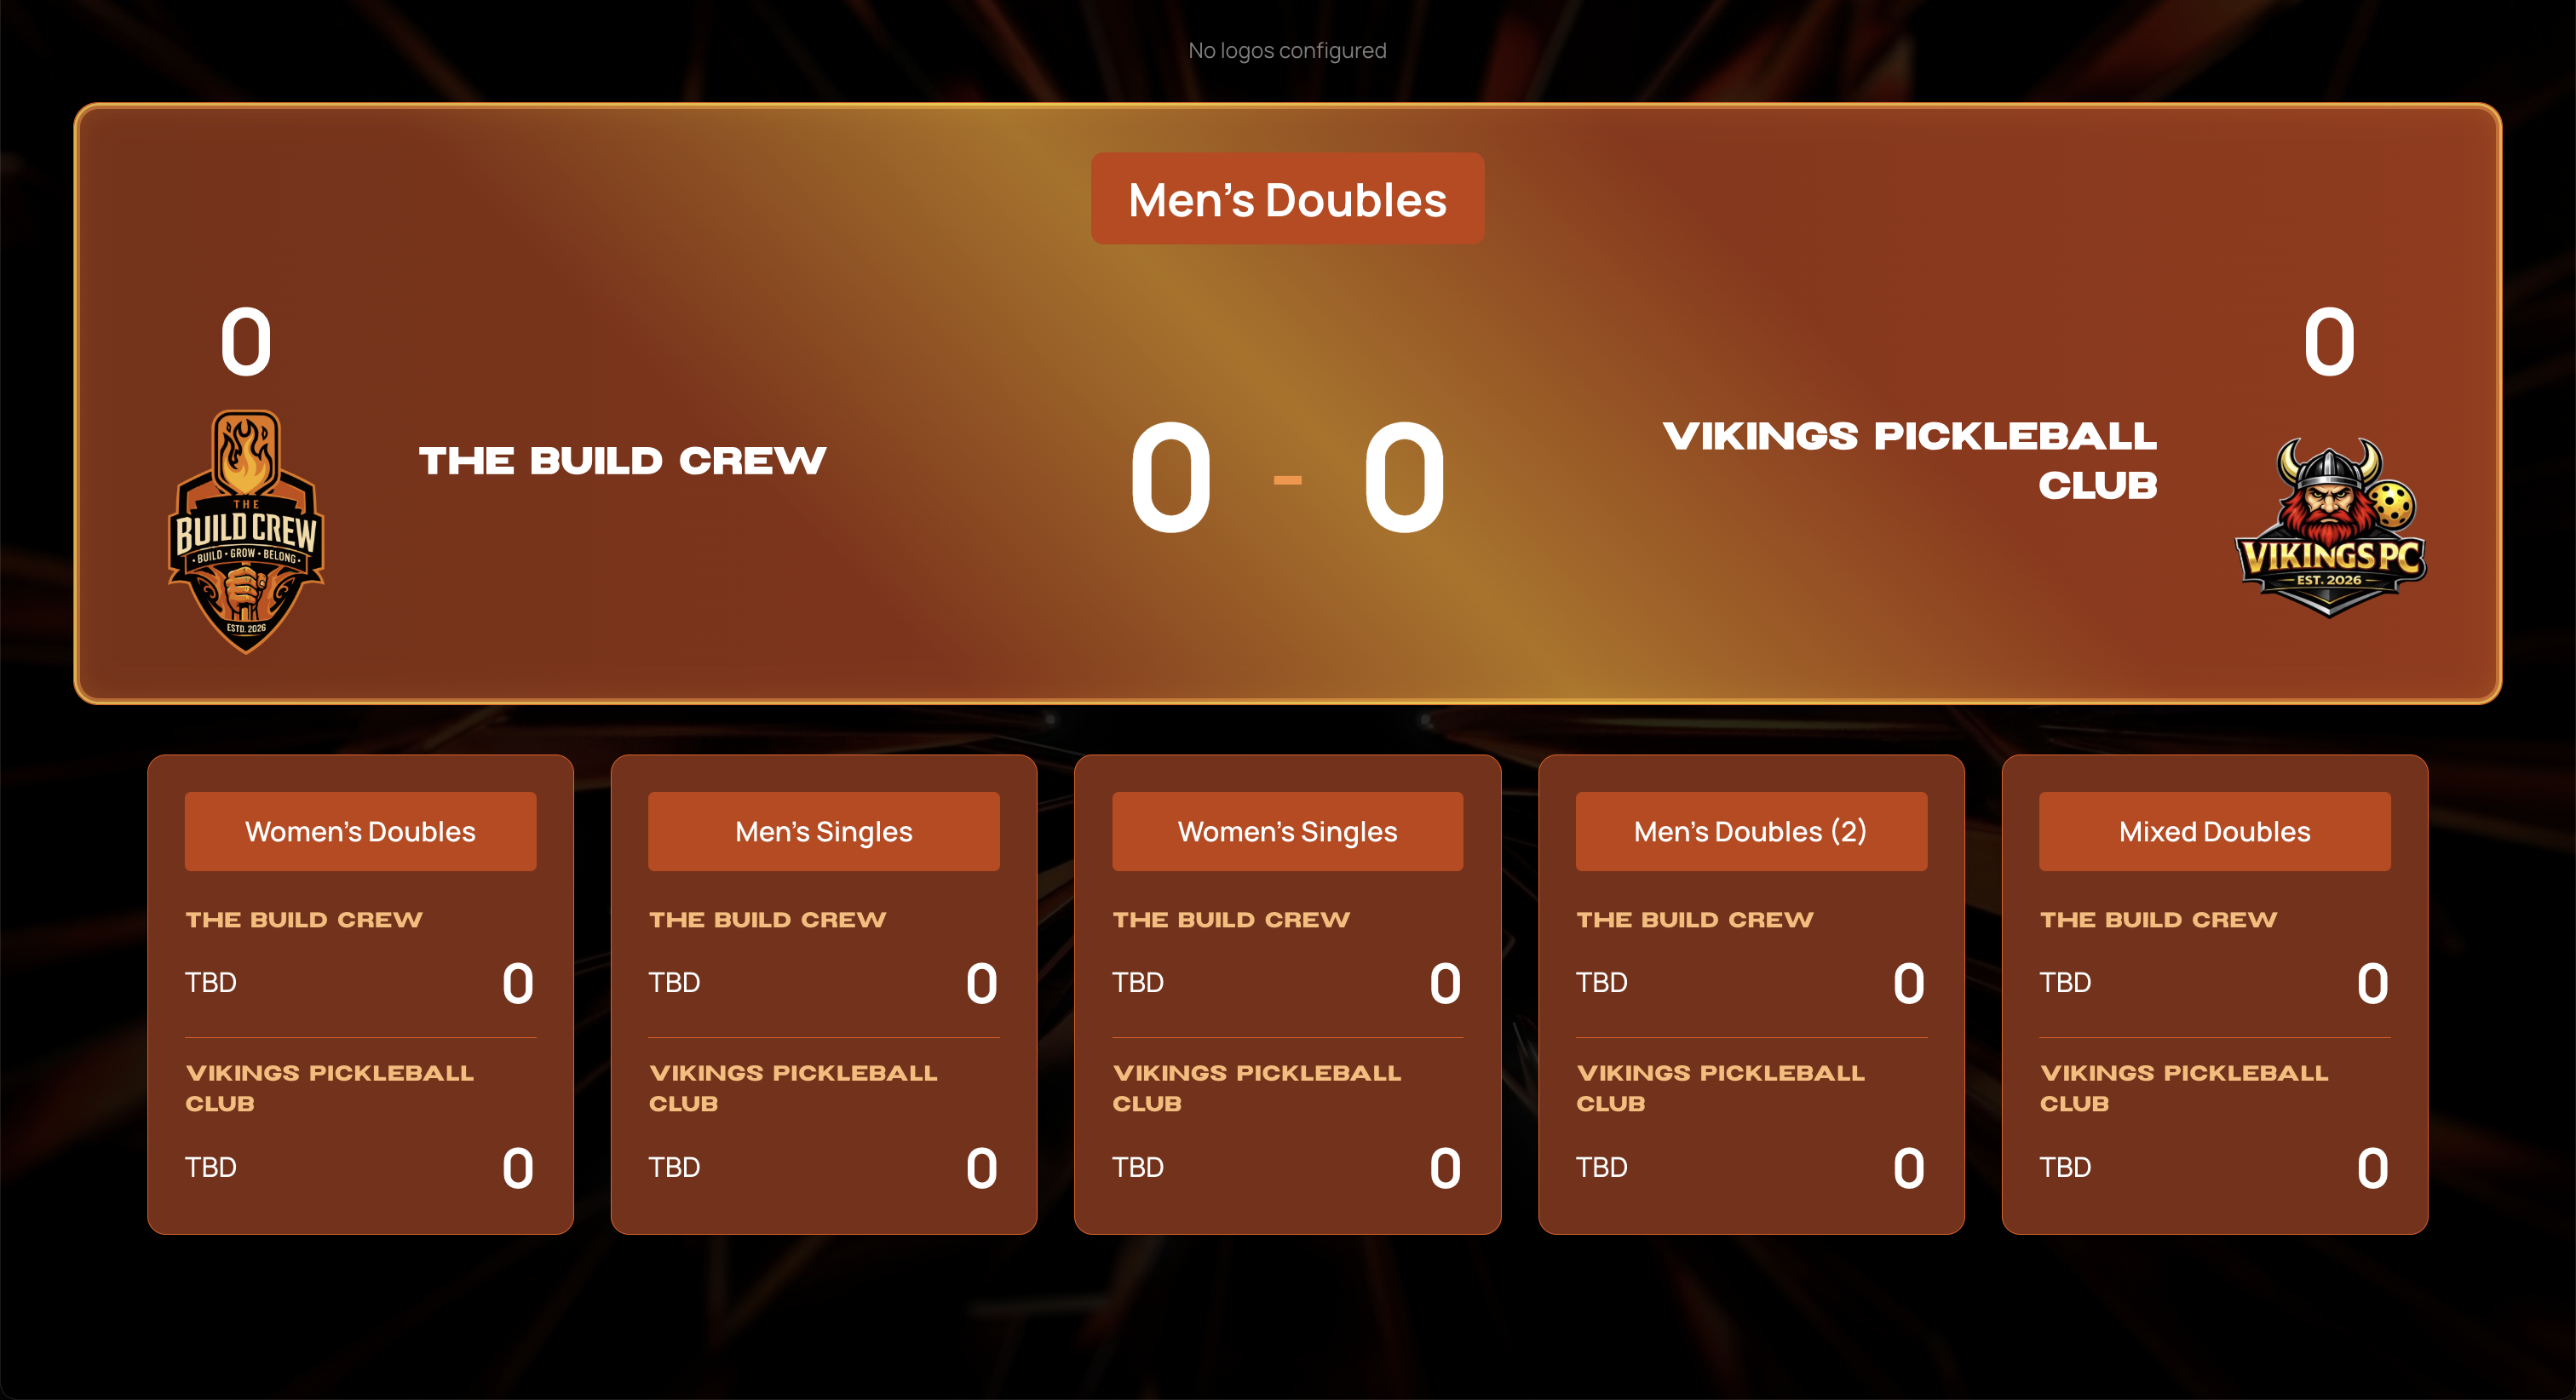 No logos configured
Men's Doubles
0
0
THE BUILD CREW
0 - 0
VIKINGS PICKLEBALL
CLUB
THE
BUILD CREW
• BUILD • GROW • BELONG •
ESTD. 2026
VIKINGS PC
EST. 2026
Women's Doubles
THE BUILD CREW
TBD 0
VIKINGS PICKLEBALL
CLUB
TBD 0
Men's Singles
THE BUILD CREW
TBD 0
VIKINGS PICKLEBALL
CLUB
TBD 0
Women's Singles
THE BUILD CREW
TBD 0
VIKINGS PICKLEBALL
CLUB
TBD 0
Men's Doubles (2)
THE BUILD CREW
TBD 0
VIKINGS PICKLEBALL
CLUB
TBD 0
Mixed Doubles
THE BUILD CREW
TBD 0
VIKINGS PICKLEBALL
CLUB
TBD 0